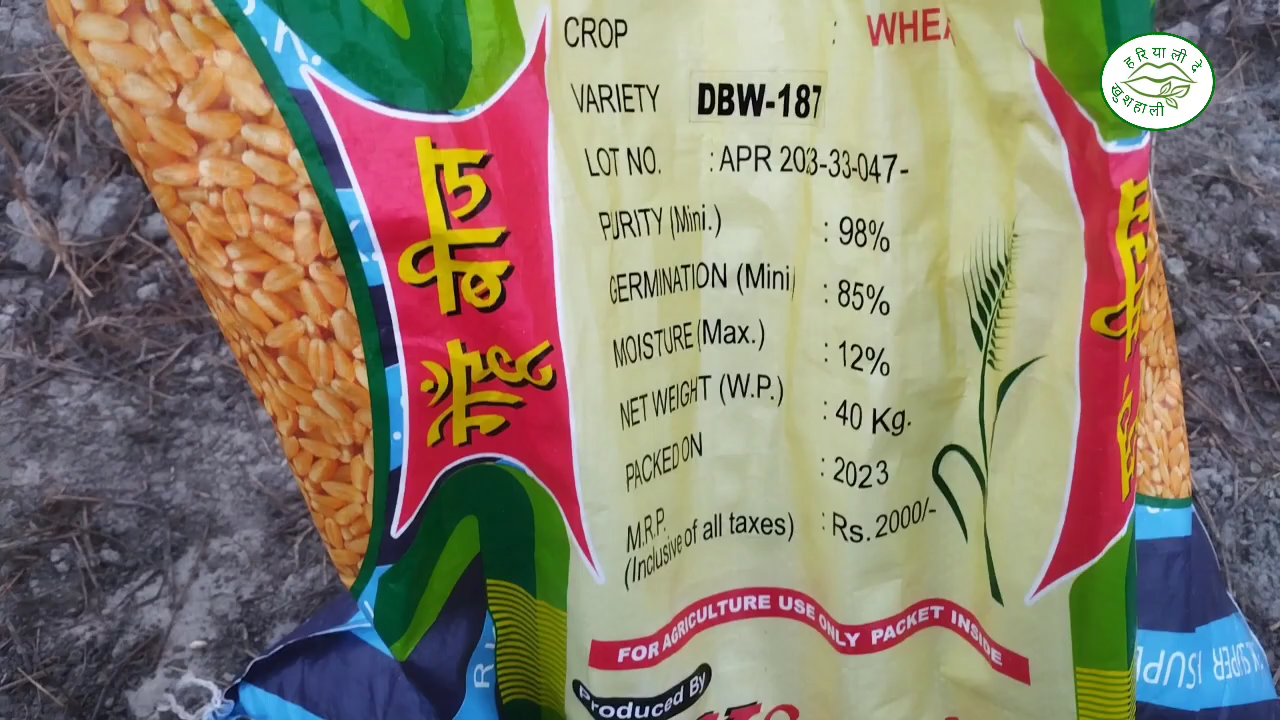 CROP : WHEA
VARIETY DBW-187
LOT NO. : APR 203-33-047-
PURITY (Mini.) : 98%
GERMINATION (Mini : 85%
MOISTURE (Max.) : 12%
NET WEIGHT (W.P.) : 40 Kg.
PACKED ON : 2023
M.R.P. : Rs. 2000/-
(Inclusive of all taxes)
FOR AGRICULTURE USE ONLY PACKET INSIDE
Produced By
गेहूँ
हरियाली दे
खुशहाली
SUPER